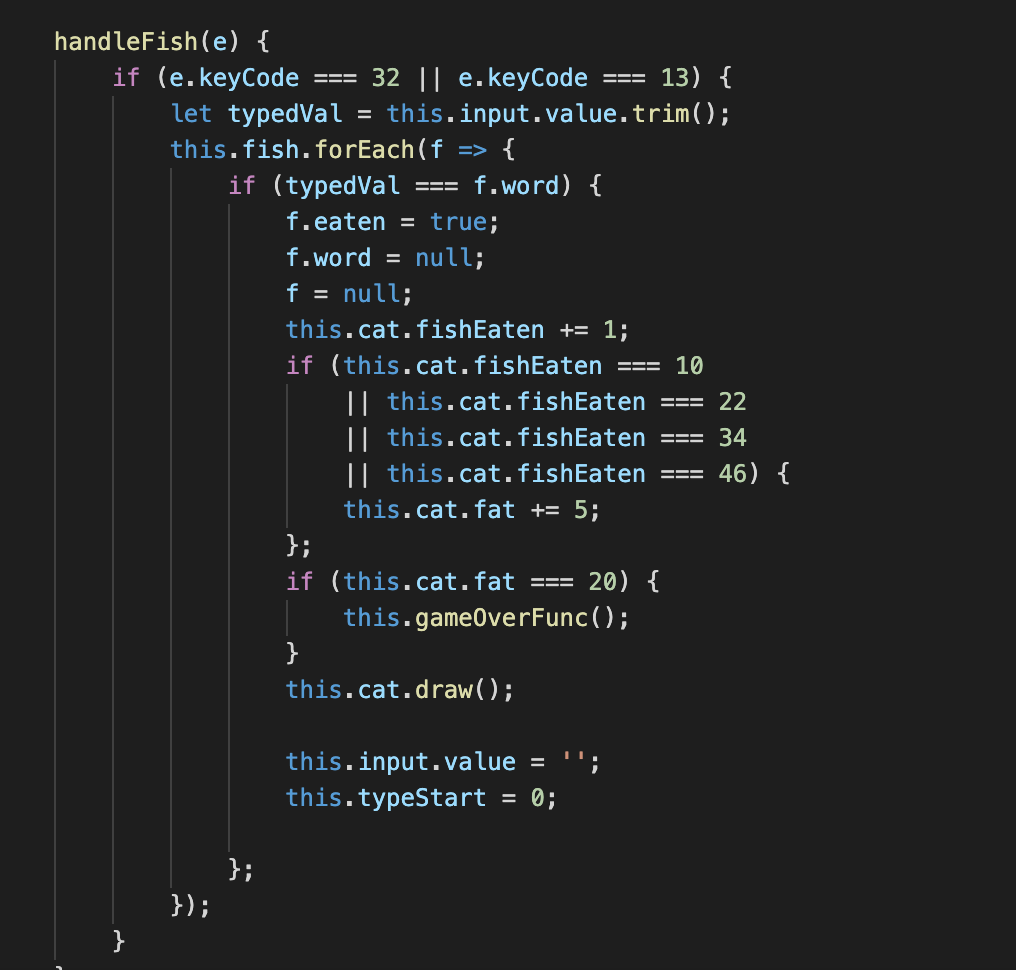 handleFish(e) {
if (e.keyCode === 32 || e.keyCode === 13) {
let typedVal = this.input.value.trim();
this.fish.forEach(f => {
if (typedVal === f.word) {
f.eaten = true;
f.word = null;
f = null;
this.cat.fishEaten += 1;
if (this.cat.fishEaten === 10
|| this.cat.fishEaten === 22
|| this.cat.fishEaten === 34
|| this.cat.fishEaten === 46) {
this.cat.fat += 5;
};
if (this.cat.fat === 20) {
this.gameOverFunc();
}
this.cat.draw();
this.input.value = '';
this.typeStart = 0;
};
});
}